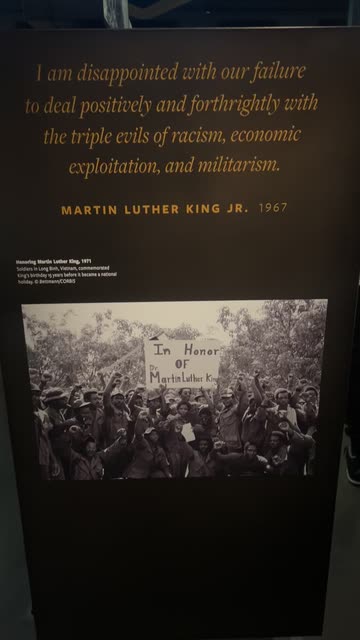 I am disappointed with our failure
to deal positively and forthrightly with
the triple evils of racism, economic
exploitation, and militarism.
MARTIN LUTHER KING JR. 1967
Honoring Martin Luther King, 1971
Soldiers in Long Binh, Vietnam, commemorated
King's birthday 15 years before it became a national
holiday. © Bettmann/CORBIS
In Honor
OF
Dr.
Martin Luther King